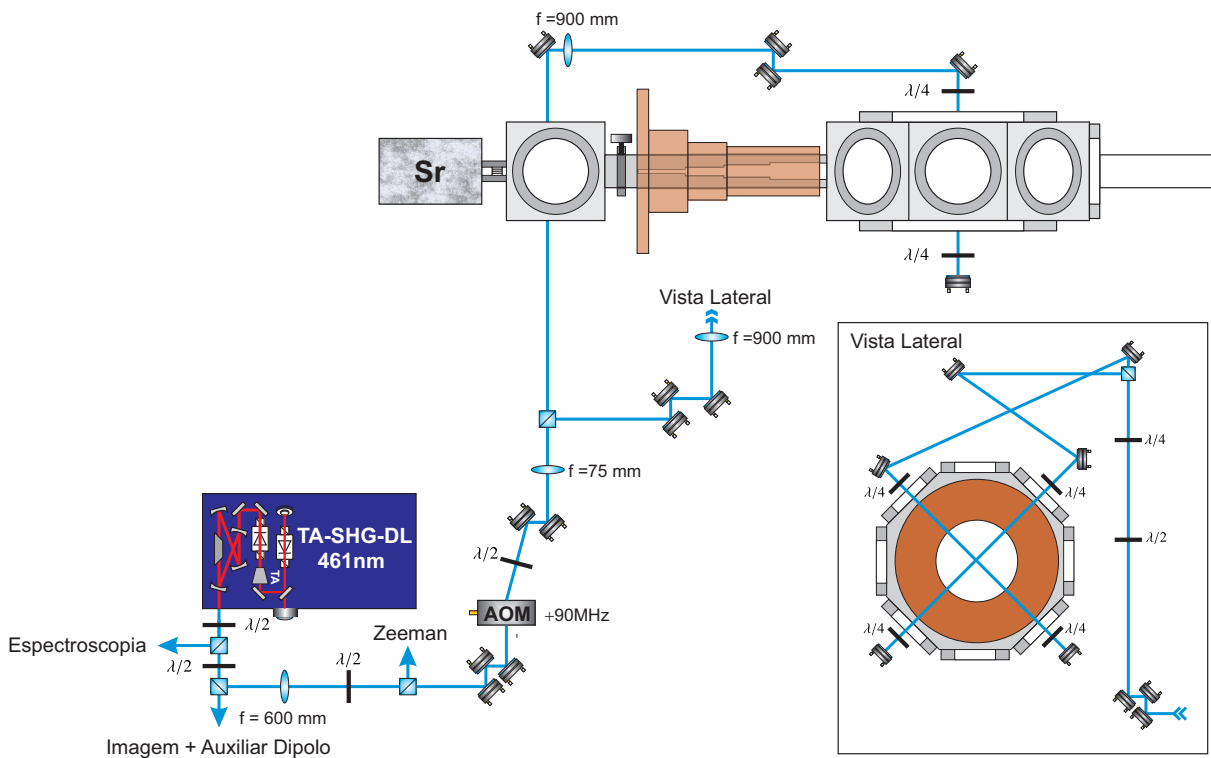 f =900 mm
λ/4
Sr
λ/4
Vista Lateral
f =900 mm
Vista Lateral
f =75 mm
λ/4
λ/4
λ/4
TA-SHG-DL
461nm
TA
λ/2
λ/2
AOM
+90MHz
λ/2
Espectroscopia
λ/2
Zeeman
λ/2
λ/4
λ/4
f = 600 mm
Imagem + Auxiliar Dipolo